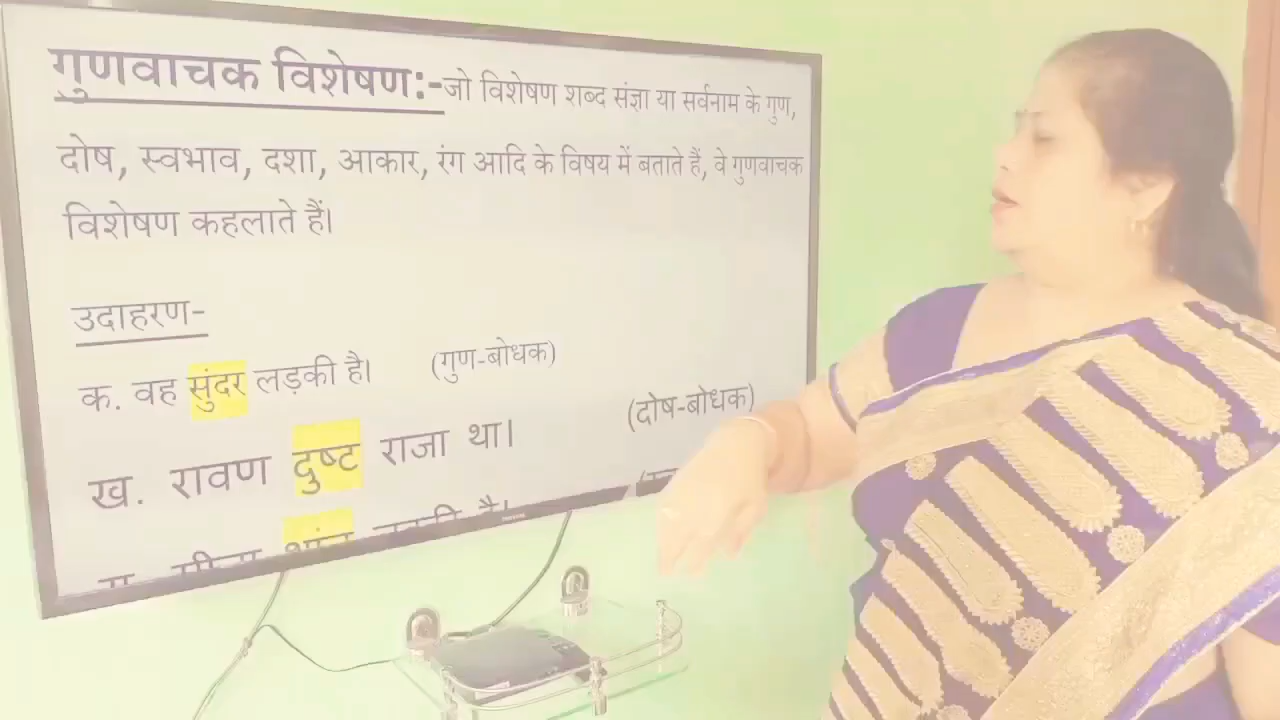 गुणवाचक विशेषण:-जो विशेषण शब्द संज्ञा या सर्वनाम के गुण,
दोष, स्वभाव, दशा, आकार, रंग आदि के विषय में बताते हैं, वे गुणवाचक
विशेषण कहलाते हैं।
उदाहरण-
क. वह सुंदर लड़की है। (गुण-बोधक)
ख. रावण दुष्ट राजा था। (दोष-बोधक)